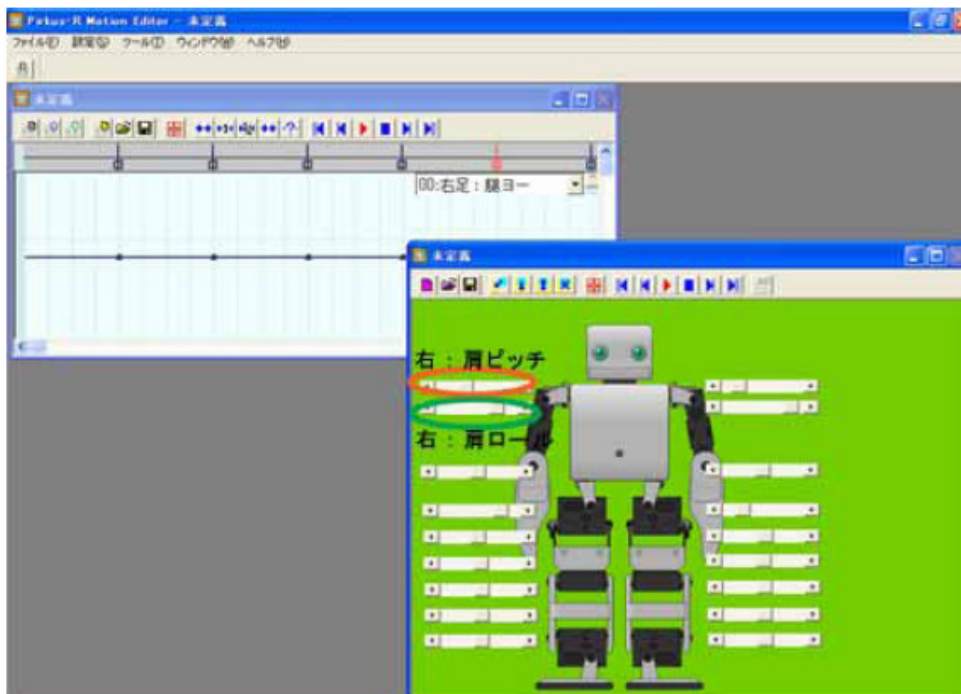 Pirkus-R Motion Editor - 未定義
ファイル(F) 設定(S) ツール(T) ウィンドウ(W) ヘルプ(H)
未定義
00:右足:腿ヨー
未定義
右:肩ピッチ
右:肩ロール